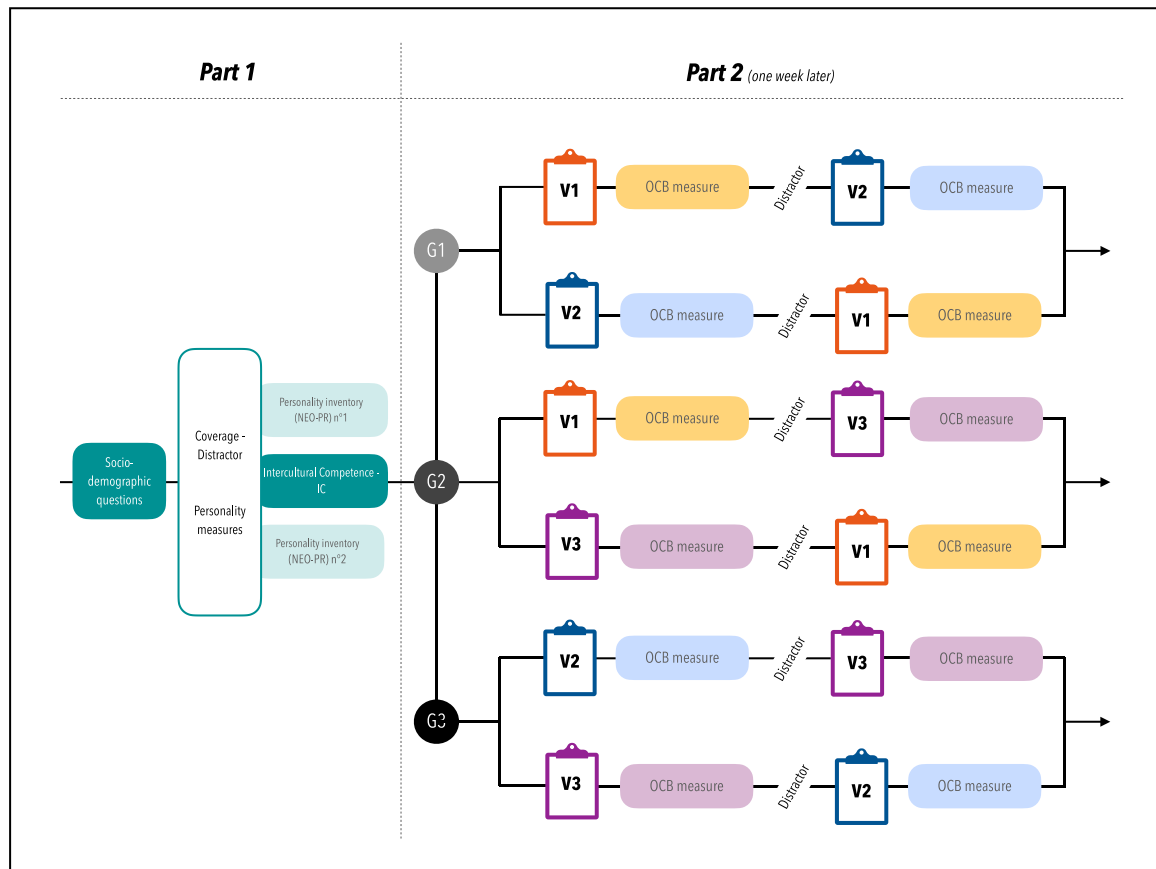 Part 1
Part 2 (one week later)
Socio-
demographic
questions
Coverage -
Distractor
Personality
measures
Personality inventory
(NEO-PR) n°1
Intercultural Competence -
IC
Personality inventory
(NEO-PR) n°2
G1
V1
OCB measure
Distractor
V2
OCB measure
V2
OCB measure
Distractor
V1
OCB measure
G2
V1
OCB measure
Distractor
V3
OCB measure
V3
OCB measure
Distractor
V1
OCB measure
G3
V2
OCB measure
Distractor
V3
OCB measure
V3
OCB measure
Distractor
V2
OCB measure